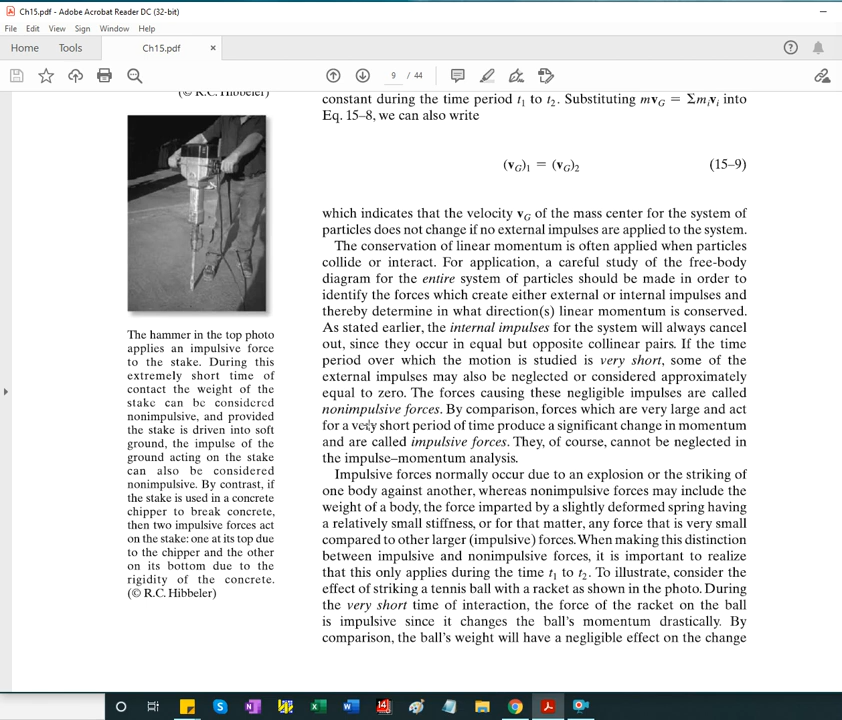 Ch15.pdf - Adobe Acrobat Reader DC (32-bit)
File Edit View Sign Window Help
Home Tools Ch15.pdf ×
9 / 44
(© R.C. Hibbeler)
The hammer in the top photo
applies an impulsive force
to the stake. During this
extremely short time of
contact the weight of the
stake can be considered
nonimpulsive, and provided
the stake is driven into soft
ground, the impulse of the
ground acting on the stake
can also be considered
nonimpulsive. By contrast, if
the stake is used in a concrete
chipper to break concrete,
then two impulsive forces act
on the stake: one at its top due
to the chipper and the other
on its bottom due to the
rigidity of the concrete.
(© R.C. Hibbeler)
constant during the time period t₁ to t₂. Substituting mv_G = Σmᵢvᵢ into
Eq. 15–8, we can also write
(v_G)₁ = (v_G)₂ (15–9)
which indicates that the velocity v_G of the mass center for the system of
particles does not change if no external impulses are applied to the system.
The conservation of linear momentum is often applied when particles
collide or interact. For application, a careful study of the free-body
diagram for the entire system of particles should be made in order to
identify the forces which create either external or internal impulses and
thereby determine in what direction(s) linear momentum is conserved.
As stated earlier, the internal impulses for the system will always cancel
out, since they occur in equal but opposite collinear pairs. If the time
period over which the motion is studied is very short, some of the
external impulses may also be neglected or considered approximately
equal to zero. The forces causing these negligible impulses are called
nonimpulsive forces. By comparison, forces which are very large and act
for a very short period of time produce a significant change in momentum
and are called impulsive forces. They, of course, cannot be neglected in
the impulse–momentum analysis.
Impulsive forces normally occur due to an explosion or the striking of
one body against another, whereas nonimpulsive forces may include the
weight of a body, the force imparted by a slightly deformed spring having
a relatively small stiffness, or for that matter, any force that is very small
compared to other larger (impulsive) forces. When making this distinction
between impulsive and nonimpulsive forces, it is important to realize
that this only applies during the time t₁ to t₂. To illustrate, consider the
effect of striking a tennis ball with a racket as shown in the photo. During
the very short time of interaction, the force of the racket on the ball
is impulsive since it changes the ball's momentum drastically. By
comparison, the ball's weight will have a negligible effect on the change